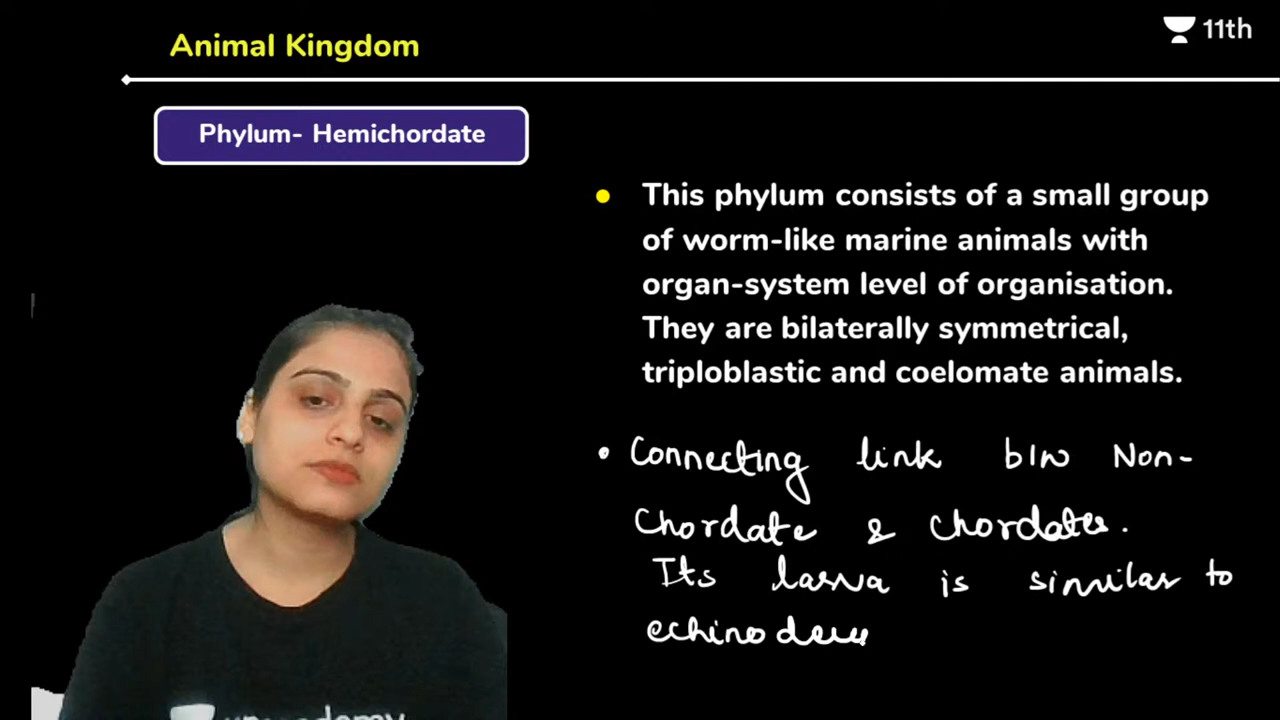 Animal Kingdom
11th
Phylum- Hemichordate
• This phylum consists of a small group
of worm-like marine animals with
organ-system level of organisation.
They are bilaterally symmetrical,
triploblastic and coelomate animals.
• Connecting link b/w Non-
Chordate & chordates.
Its larva is similar to
echinoderm